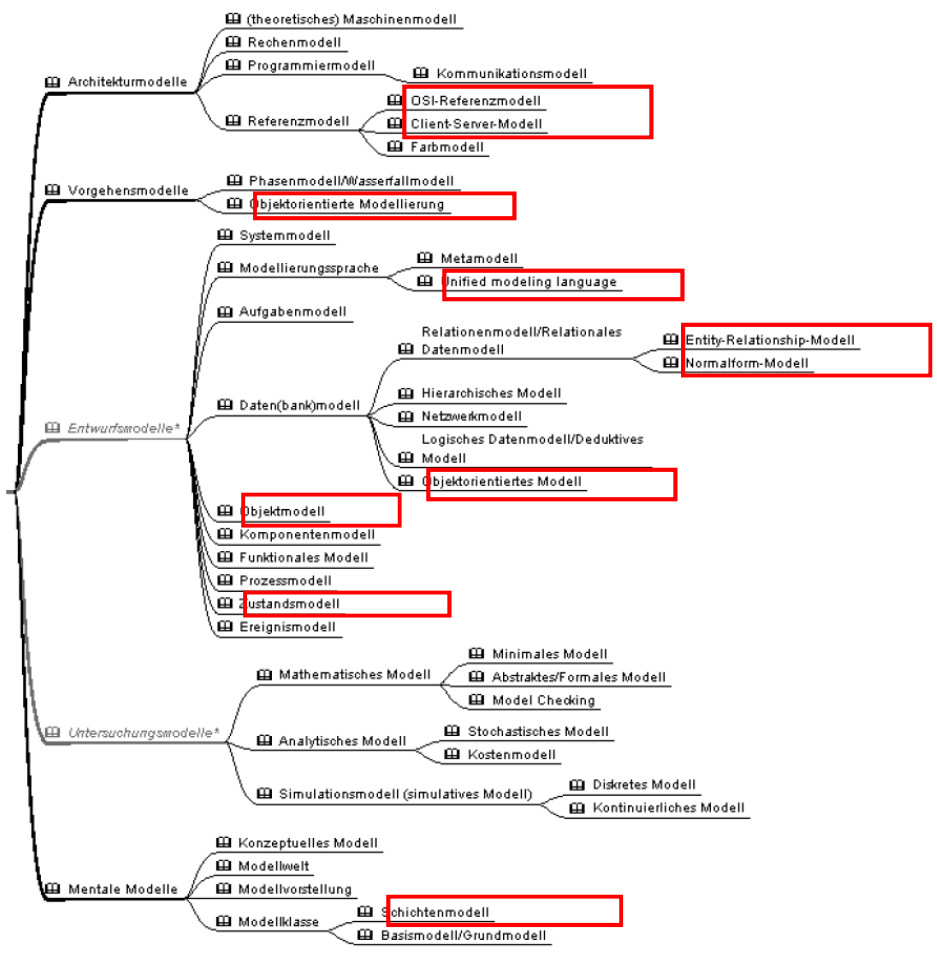 (theoretisches) Maschinenmodell
Rechenmodell
Programmiermodell
Kommunikationsmodell
Architekturmodelle
OSI-Referenzmodell
Referenzmodell
Client-Server-Modell
Farbmodell
Phasenmodell/Wasserfallmodell
Vorgehensmodelle
Objektorientierte Modellierung
Systemmodell
Metamodell
Modellierungssprache
Unified modeling language
Aufgabenmodell
Relationenmodell/Relationales
Datenmodell
Entity-Relationship-Modell
Normalform-Modell
Hierarchisches Modell
Daten(bank)modell
Netzwerkmodell
Entwurfsmodelle*
Logisches Datenmodell/Deduktives
Modell
Objektorientiertes Modell
Objektmodell
Komponentenmodell
Funktionales Modell
Prozessmodell
Zustandsmodell
Ereignismodell
Minimales Modell
Mathematisches Modell
Abstraktes/Formales Modell
Model Checking
Untersuchungsmodelle*
Stochastisches Modell
Analytisches Modell
Kostenmodell
Diskretes Modell
Simulationsmodell (simulatives Modell)
Kontinuierliches Modell
Konzeptuelles Modell
Modellwelt
Mentale Modelle
Modellvorstellung
Schichtenmodell
Modellklasse
Basismodell/Grundmodell